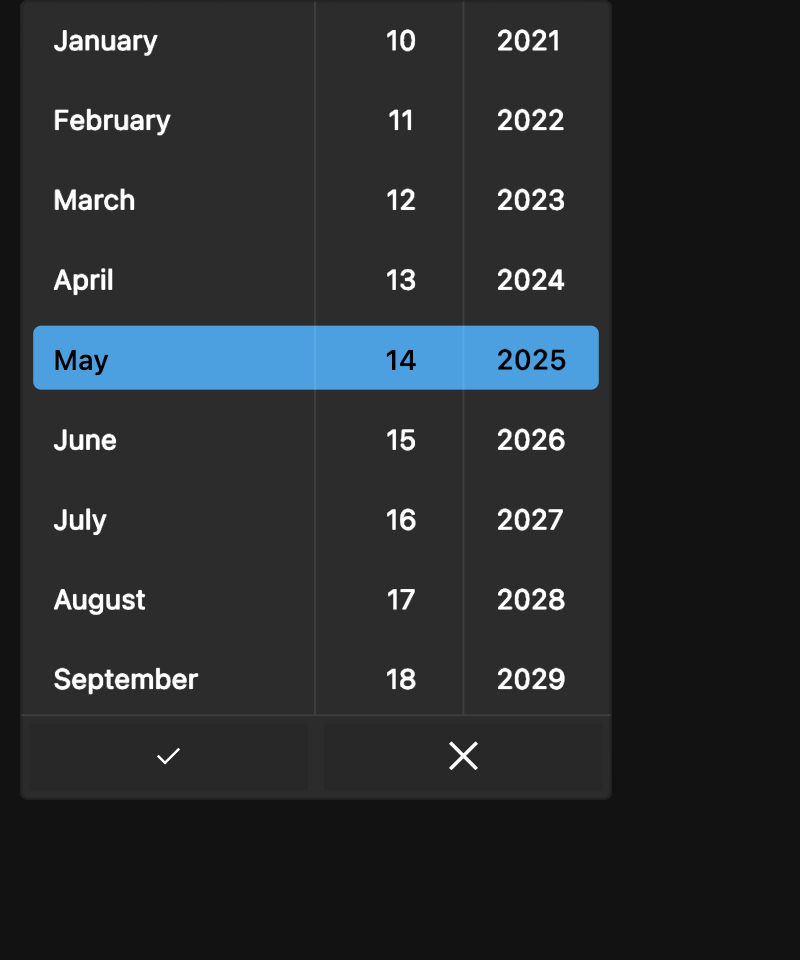 January 10 2021
February 11 2022
March 12 2023
April 13 2024
May 14 2025
June 15 2026
July 16 2027
August 17 2028
September 18 2029